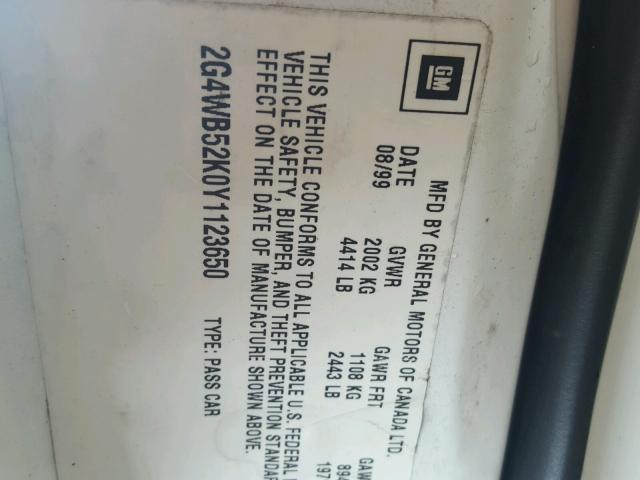 GM
MFD BY GENERAL MOTORS OF CANADA LTD.
DATE GVWR GAWR FRT
08/99 2002 KG 1108 KG 894
4414 LB 2443 LB 197
THIS VEHICLE CONFORMS TO ALL APPLICABLE U.S. FEDERAL
VEHICLE SAFETY, BUMPER, AND THEFT PREVENTION
EFFECT ON THE DATE OF MANUFACTURE SHOWN ABOVE.
2G4WB52K0Y1123650 TYPE: PASS CAR